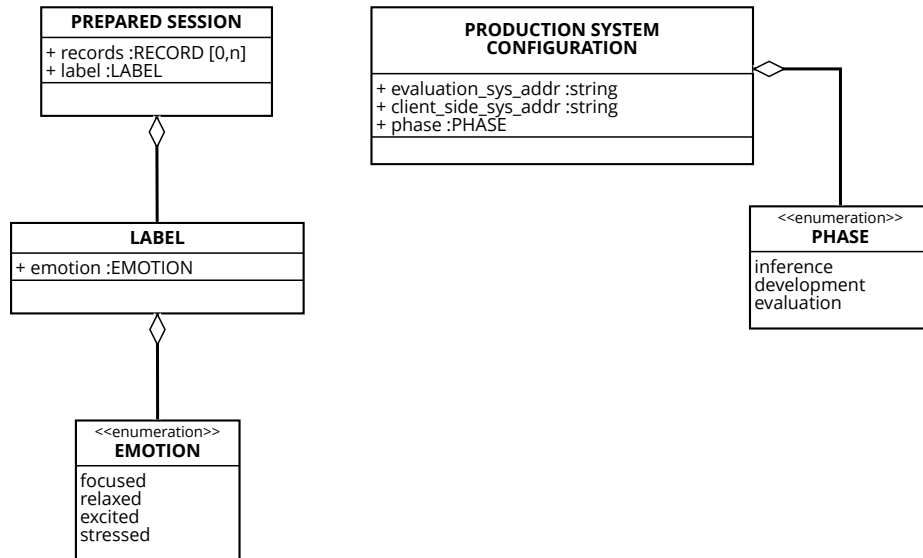 PREPARED SESSION
+ records :RECORD [0,n]
+ label :LABEL
PRODUCTION SYSTEM
CONFIGURATION
+ evaluation_sys_addr :string
+ client_side_sys_addr :string
+ phase :PHASE
LABEL
+ emotion :EMOTION
<<enumeration>>
PHASE
inference
development
evaluation
<<enumeration>>
EMOTION
focused
relaxed
excited
stressed